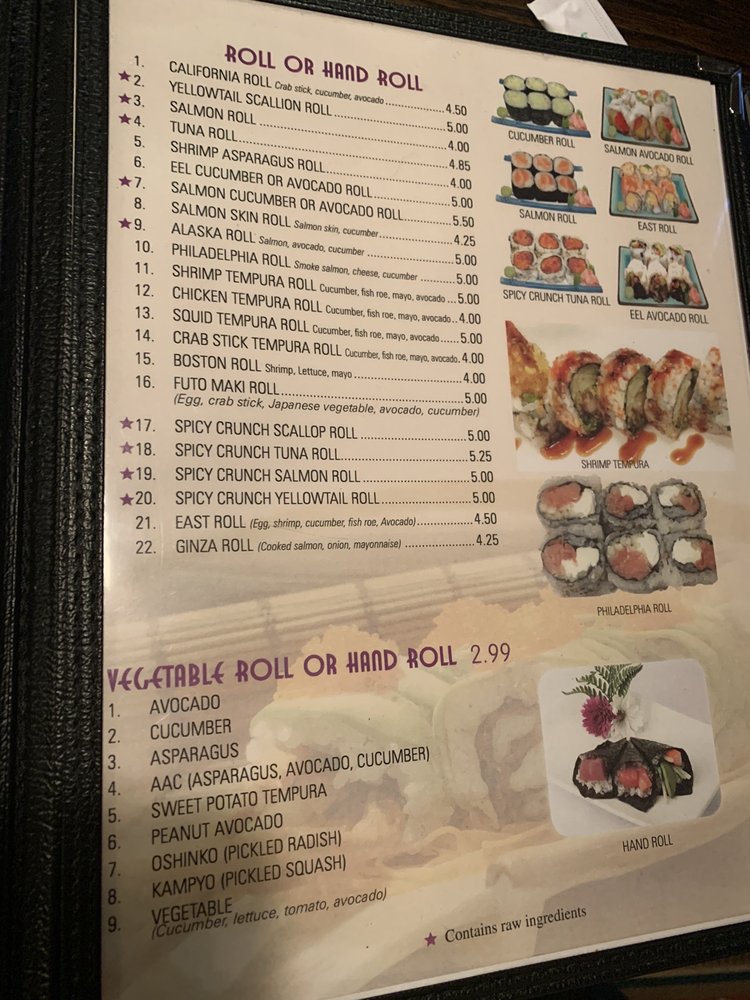 ROLL OR HAND ROLL
1. CALIFORNIA ROLL Crab stick, cucumber, avocado ................ 4.50
★2. YELLOWTAIL SCALLION ROLL ................ 5.00
★3. SALMON ROLL ................ 4.00
★4. TUNA ROLL ................ 4.85
5. SHRIMP ASPARAGUS ROLL ................ 4.00
6. EEL CUCUMBER OR AVOCADO ROLL ................ 5.00
★7. SALMON CUCUMBER OR AVOCADO ROLL ................ 5.50
8. SALMON SKIN ROLL Salmon skin, cucumber ................ 4.25
★9. ALASKA ROLL Salmon, avocado, cucumber ................ 5.00
10. PHILADELPHIA ROLL Smoke salmon, cheese, cucumber ........ 5.00
11. SHRIMP TEMPURA ROLL Cucumber, fish roe, mayo, avocado ... 5.00
12. CHICKEN TEMPURA ROLL Cucumber, fish roe, mayo, avocado .. 4.00
13. SQUID TEMPURA ROLL Cucumber, fish roe, mayo, avocado ...... 5.00
14. CRAB STICK TEMPURA ROLL Cucumber, fish roe, mayo, avocado. 4.00
15. BOSTON ROLL Shrimp, Lettuce, mayo ................ 4.00
16. FUTO MAKI ROLL ................ 5.00
(Egg, crab stick, Japanese vegetable, avocado, cucumber)
★17. SPICY CRUNCH SCALLOP ROLL ................ 5.00
★18. SPICY CRUNCH TUNA ROLL ................ 5.25
★19. SPICY CRUNCH SALMON ROLL ................ 5.00
★20. SPICY CRUNCH YELLOWTAIL ROLL ................ 5.00
21. EAST ROLL (Egg, shrimp, cucumber, fish roe, Avocado) ................ 4.50
22. GINZA ROLL (Cooked salmon, onion, mayonnaise) ................ 4.25
CUCUMBER ROLL
SALMON AVOCADO ROLL
SALMON ROLL
EAST ROLL
SPICY CRUNCH TUNA ROLL
EEL AVOCADO ROLL
SHRIMP TEMPURA
PHILADELPHIA ROLL
VEGETABLE ROLL OR HAND ROLL 2.99
1. AVOCADO
2. CUCUMBER
3. ASPARAGUS
4. AAC (ASPARAGUS, AVOCADO, CUCUMBER)
5. SWEET POTATO TEMPURA
6. PEANUT AVOCADO
7. OSHINKO (PICKLED RADISH)
8. KAMPYO (PICKLED SQUASH)
9. VEGETABLE
(Cucumber, lettuce, tomato, avocado)
HAND ROLL
★ Contains raw ingredients